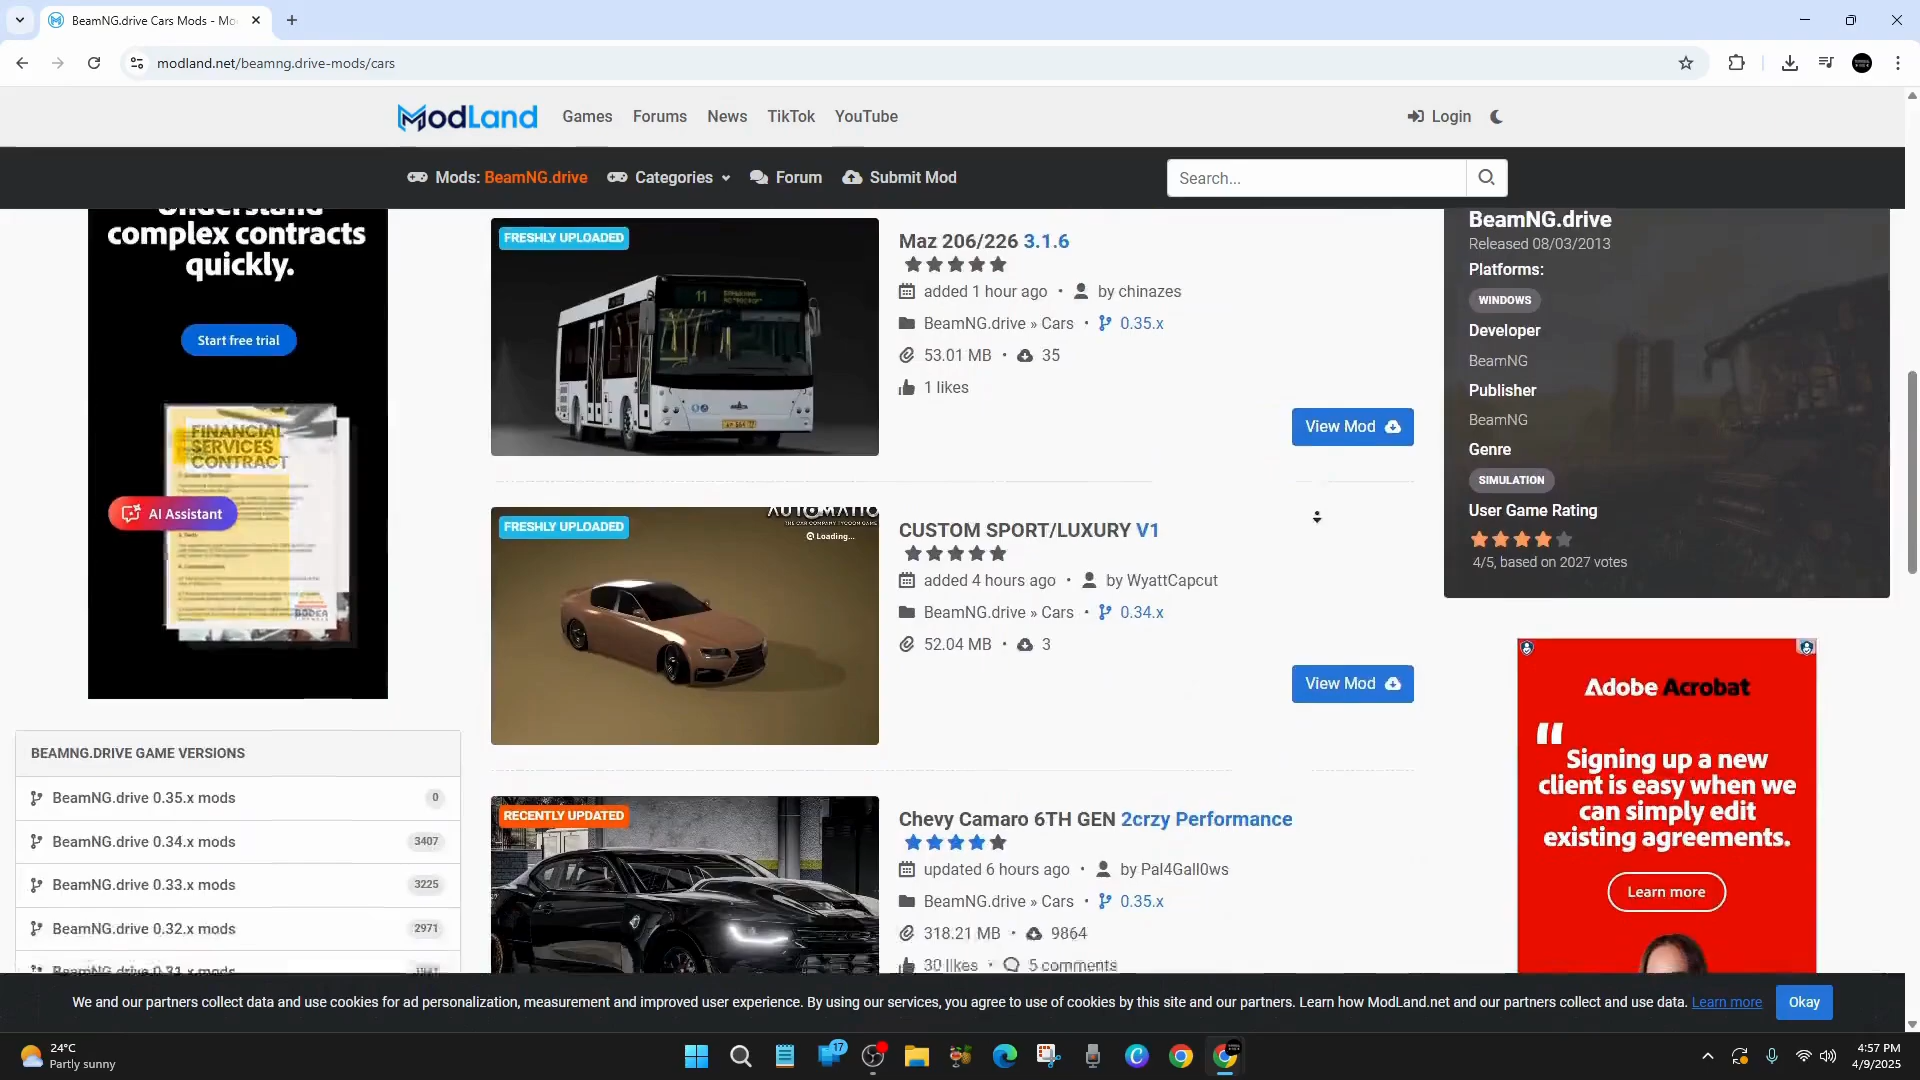 BeamNG.drive Cars Mods - Mo
modland.net/beamng.drive-mods/cars
ModLand
Games
Forums
News
TikTok
YouTube
Login
Mods: BeamNG.drive
Categories
Forum
Submit Mod
Search...
Understand
complex contracts
quickly.
Start free trial
FINANCIAL
SERVICES
CONTRACT
AI Assistant
BODEA
BEAMNG.DRIVE GAME VERSIONS
BeamNG.drive 0.35.x mods
0
BeamNG.drive 0.34.x mods
3407
BeamNG.drive 0.33.x mods
3225
BeamNG.drive 0.32.x mods
2971
BeamNG.drive 0.31.x mods
FRESHLY UPLOADED
11
Maz 206/226 3.1.6
added 1 hour ago • by chinazes
BeamNG.drive » Cars • 0.35.x
53.01 MB • 35
1 likes
View Mod
FRESHLY UPLOADED
AUTOMATIO
THE CAR COMPANY TYCOON GAME
Loading...
CUSTOM SPORT/LUXURY V1
added 4 hours ago • by WyattCapcut
BeamNG.drive » Cars • 0.34.x
52.04 MB • 3
View Mod
RECENTLY UPDATED
Chevy Camaro 6TH GEN 2crzy Performance
updated 6 hours ago • by Pal4Gall0ws
BeamNG.drive » Cars • 0.35.x
318.21 MB • 9864
30 likes • 5 comments
BeamNG.drive
Released 08/03/2013
Platforms:
WINDOWS
Developer
BeamNG
Publisher
BeamNG
Genre
SIMULATION
User Game Rating
4/5, based on 2027 votes
Adobe Acrobat
"
Signing up a new
client is easy when we
can simply edit
existing agreements.
Learn more
We and our partners collect data and use cookies for ad personalization, measurement and improved user experience. By using our services, you agree to use of cookies by this site and our partners. Learn how ModLand.net and our partners collect and use data. Learn more
Okay
24°C
Partly sunny
17
4:57 PM
4/9/2025